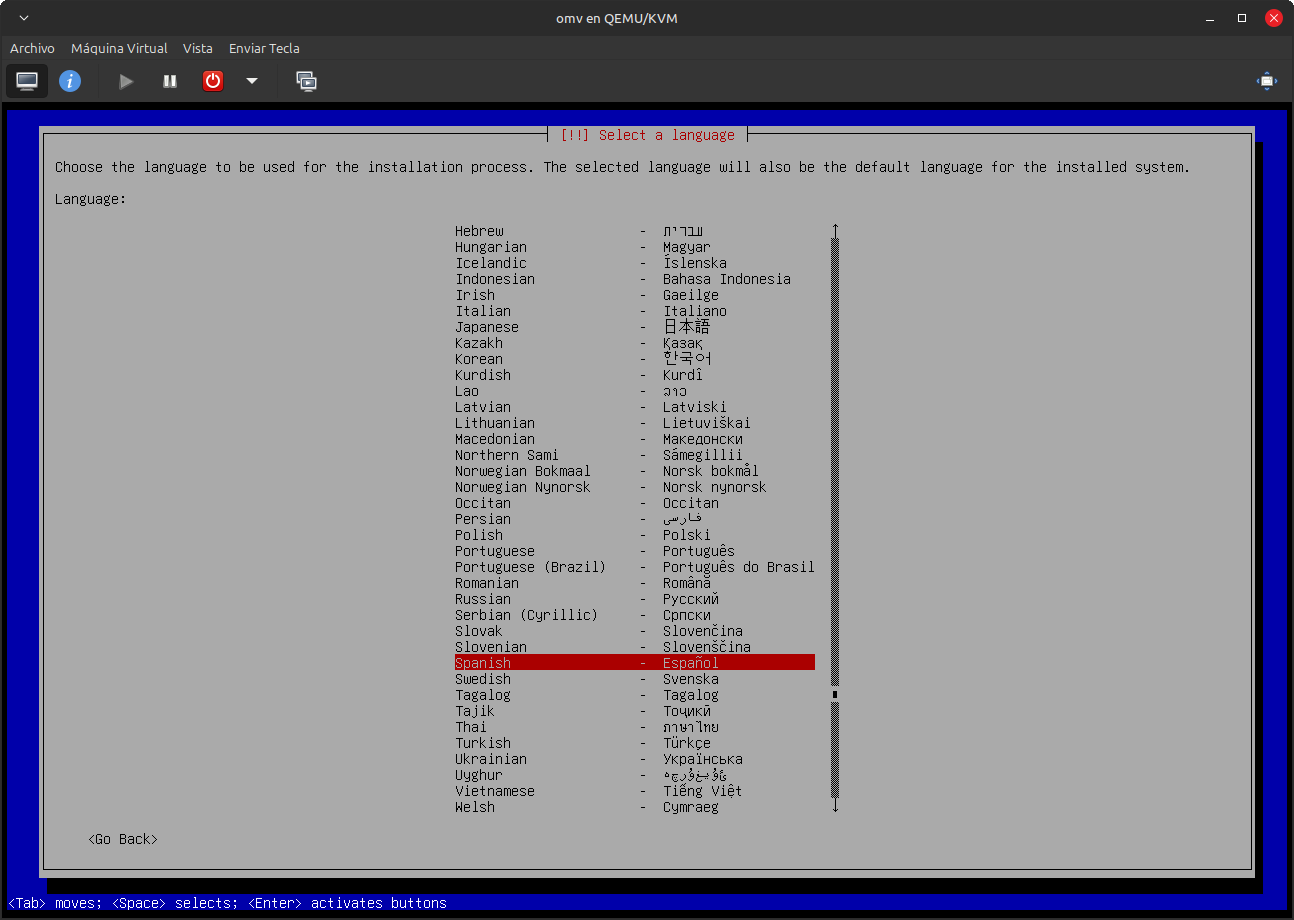 omv en QEMU/KVM
Archivo Máquina Virtual Vista Enviar Tecla
[!!] Select a language
Choose the language to be used for the installation process. The selected language will also be the default language for the installed system.
Language:
Hebrew - עברית
Hungarian - Magyar
Icelandic - Íslenska
Indonesian - Bahasa Indonesia
Irish - Gaeilge
Italian - Italiano
Japanese - 日本語
Kazakh - Қазақ
Korean - 한국어
Kurdish - Kurdî
Lao - ລາວ
Latvian - Latviski
Lithuanian - Lietuviškai
Macedonian - Македонски
Northern Sami - Sámegillii
Norwegian Bokmaal - Norsk bokmål
Norwegian Nynorsk - Norsk nynorsk
Occitan - Occitan
Persian - فارسی
Polish - Polski
Portuguese - Português
Portuguese (Brazil) - Português do Brasil
Romanian - Română
Russian - Русский
Serbian (Cyrillic) - Српски
Slovak - Slovenčina
Slovenian - Slovenščina
Spanish - Español
Swedish - Svenska
Tagalog - Tagalog
Tajik - Тоҷикӣ
Thai - ภาษาไทย
Turkish - Türkçe
Ukrainian - Українська
Uyghur - ئۇيغۇرچە
Vietnamese - Tiếng Việt
Welsh - Cymraeg
<Go Back>
<Tab> moves; <Space> selects; <Enter> activates buttons